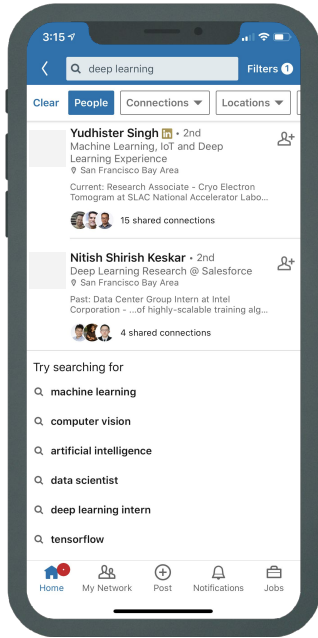 3:15
deep learning
Filters 1
Clear People Connections Locations
Yudhister Singh in • 2nd
Machine Learning, IoT and Deep
Learning Experience
San Francisco Bay Area
Current: Research Associate - Cryo Electron
Tomogram at SLAC National Accelerator Labo...
15 shared connections
Nitish Shirish Keskar • 2nd
Deep Learning Research @ Salesforce
San Francisco Bay Area
Past: Data Center Group Intern at Intel
Corporation - ...of highly-scalable training alg...
4 shared connections
Try searching for
machine learning
computer vision
artificial intelligence
data scientist
deep learning intern
tensorflow
Home My Network Post Notifications Jobs